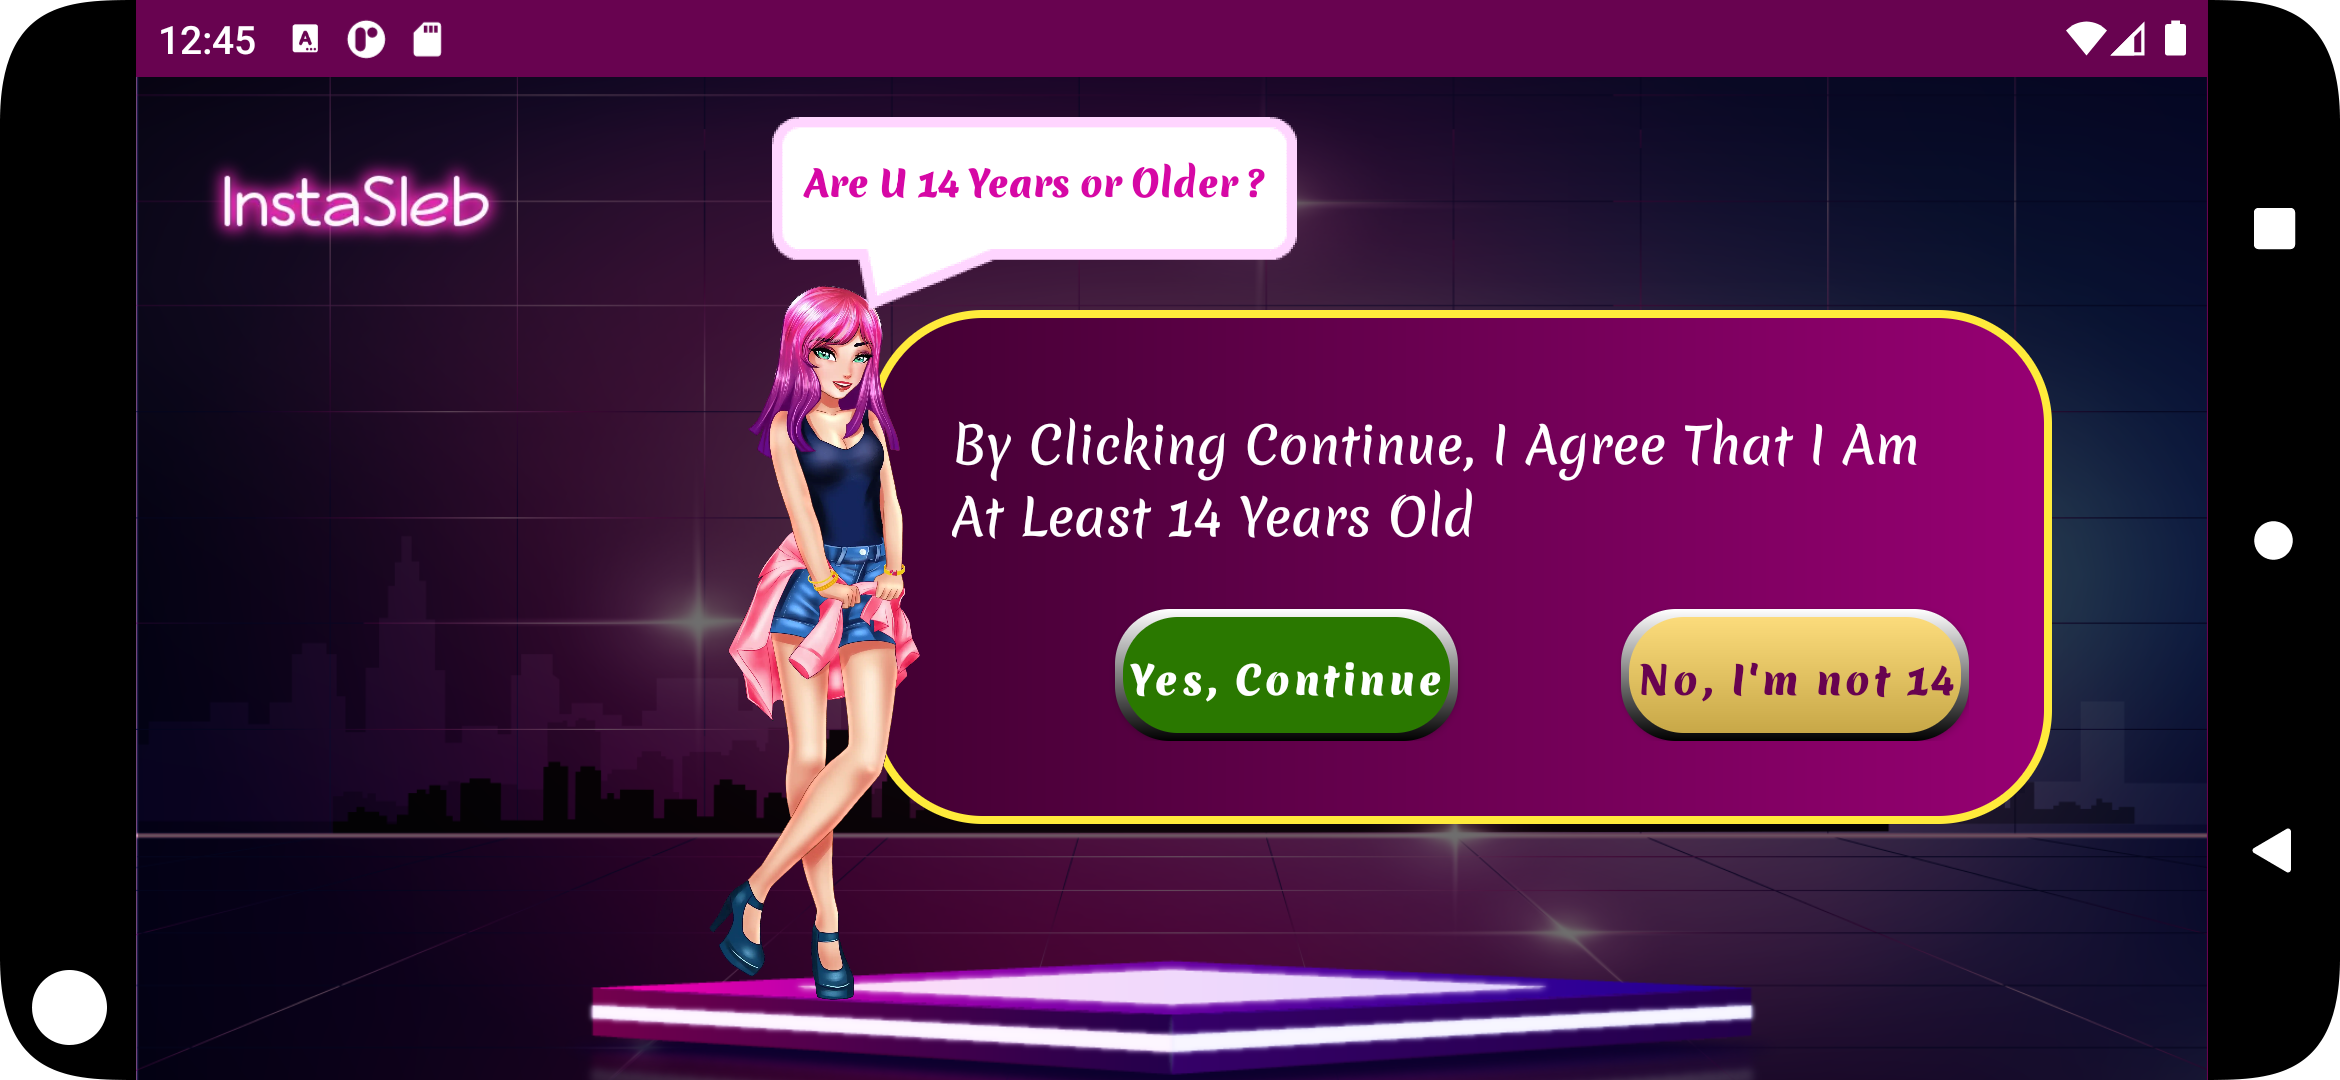 12:45
InstaSleb
Are U 14 Years or Older ?
By Clicking Continue, I Agree That I Am
At Least 14 Years Old
Yes, Continue
No, I'm not 14